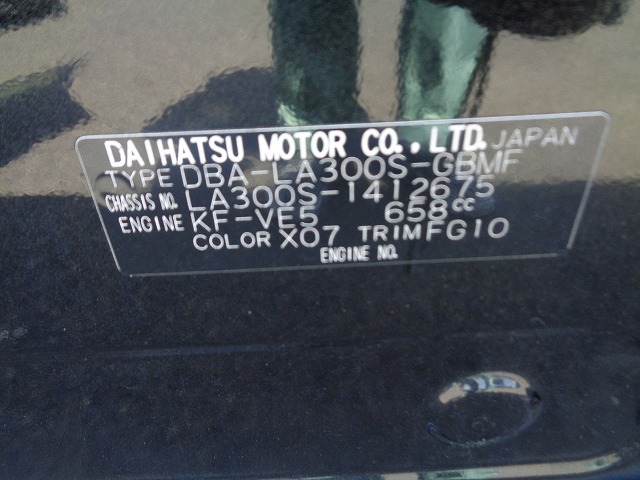 DAIHATSU MOTOR CO., LTD. JAPAN
TYPE DBA-LA300S-GBMF
CHASSIS NO. LA300S-1412675
ENGINE KF-VE5 658cc
COLOR X07 TRIM FG10
ENGINE NO.